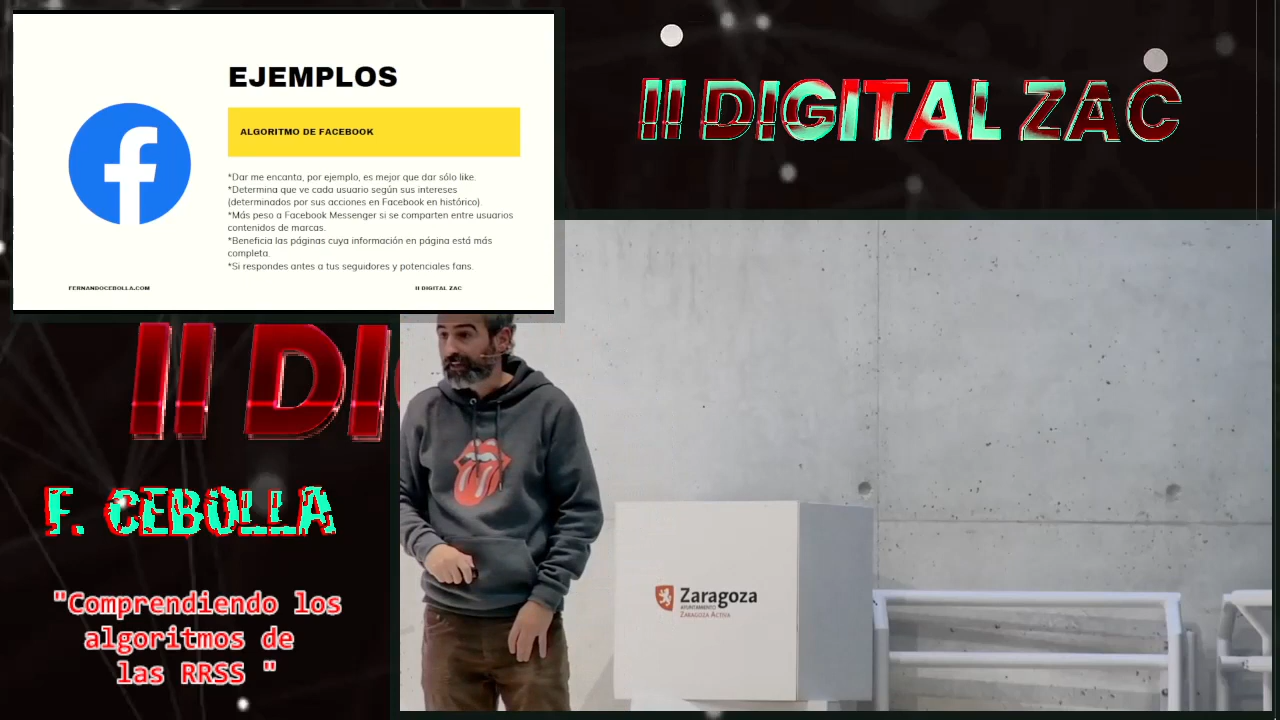 EJEMPLOS
ALGORITMO DE FACEBOOK
*Dar me encanta, por ejemplo, es mejor que dar sólo like.
*Determina que ve cada usuario según sus intereses
(determinados por sus acciones en Facebook en histórico).
*Más peso a Facebook Messenger si se comparten entre usuarios
contenidos de marcas.
*Beneficia las páginas cuya información en página está más
completa.
*Si respondes antes a tus seguidores y potenciales fans.
FERNANDOCEBOLLA.COM
II DIGITAL ZAC
II DIGITAL ZAC
II DI
F. CEBOLLA
"Comprendiendo los
algoritmos de
las RRSS "
Zaragoza
AYUNTAMIENTO
ZARAGOZA ACTIVA